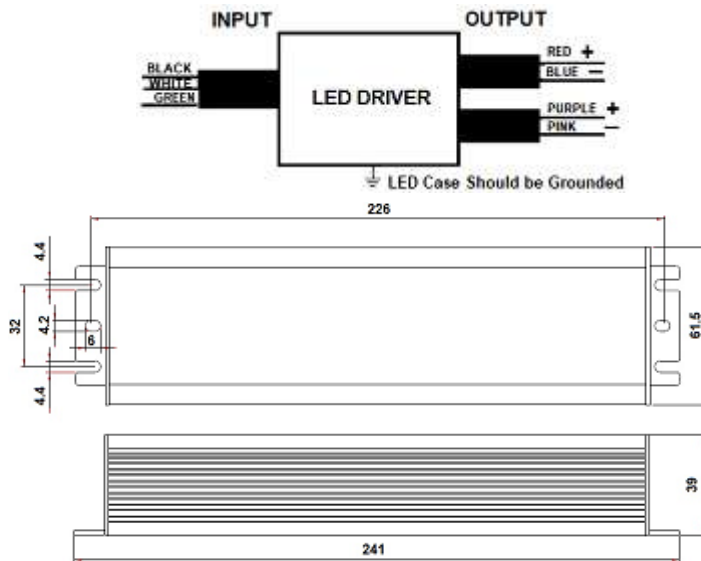 INPUT
OUTPUT
BLACK
WHITE
GREEN
LED DRIVER
RED +
BLUE —
PURPLE +
PINK —
LED Case Should be Grounded
226
4.4
32
4.2
6
4.4
61.5
39
241